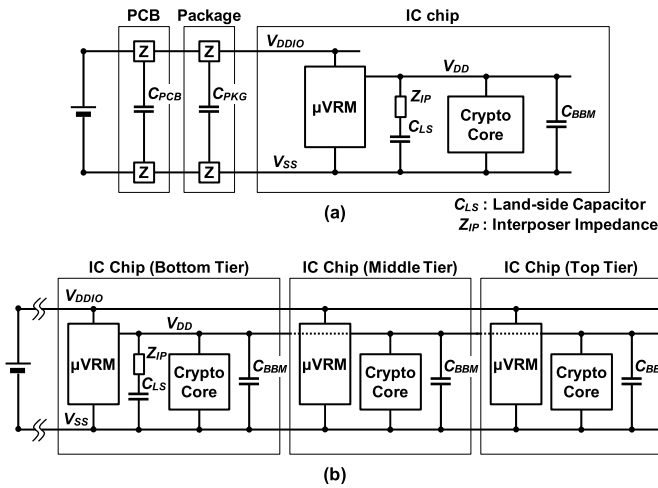 PCB
Package
IC chip
Z
Z
V_DDIO
V_DD
C_PCB
C_PKG
µVRM
Z_IP
C_LS
Crypto
Core
C_BBM
Z
Z
V_SS
C_LS : Land-side Capacitor
Z_IP : Interposer Impedance
(a)
IC Chip (Bottom Tier)
IC Chip (Middle Tier)
IC Chip (Top Tier)
V_DDIO
V_DD
µVRM
Z_IP
C_LS
Crypto
Core
C_BBM
µVRM
Crypto
Core
C_BBM
µVRM
Crypto
Core
C_BB
V_SS
(b)